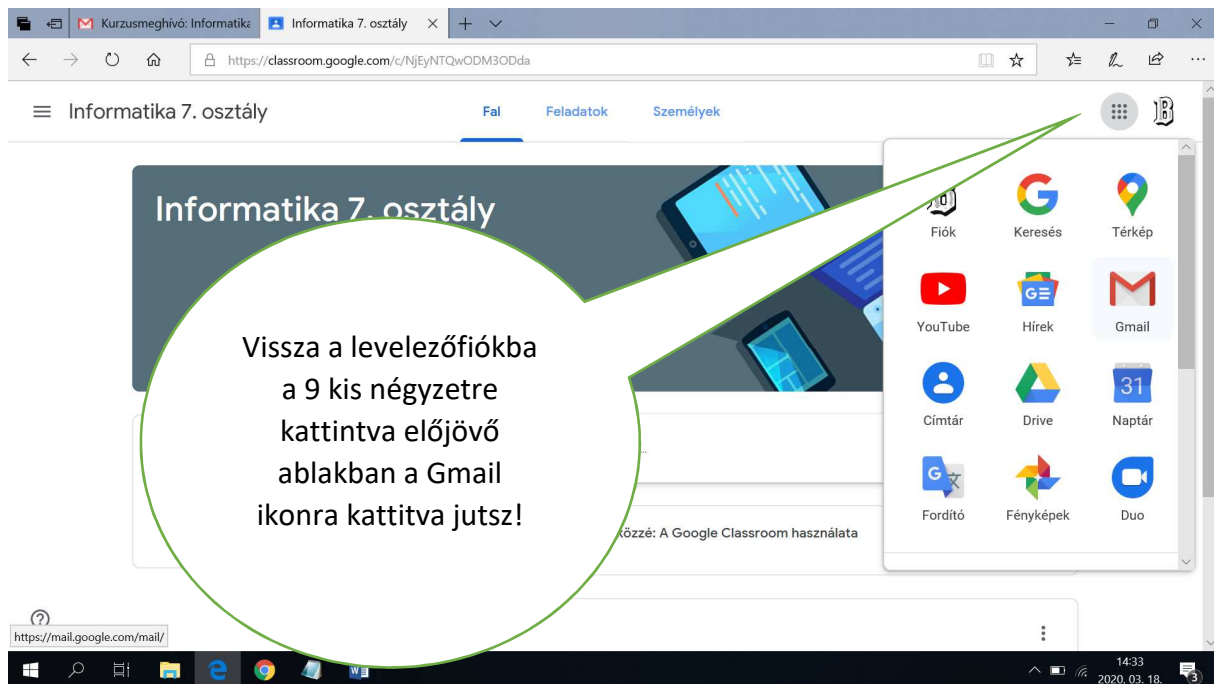 Kurzusmeghívó: Informatika
Informatika 7. osztály
https://classroom.google.com/c/NjEyNTQwODM3ODda
Informatika 7. osztály
Fal Feladatok Személyek
Informatika 7. osztály
Vissza a levelezőfiókba
a 9 kis négyzetre
kattintva előjövő
ablakban a Gmail
ikonra kattitva jutsz!
Fiók Keresés Térkép
YouTube Hírek Gmail
Címtár Drive Naptár
Fordító Fényképek Duo
közzé: A Google Classroom használata
https://mail.google.com/mail/
14:33
2020. 03. 18.